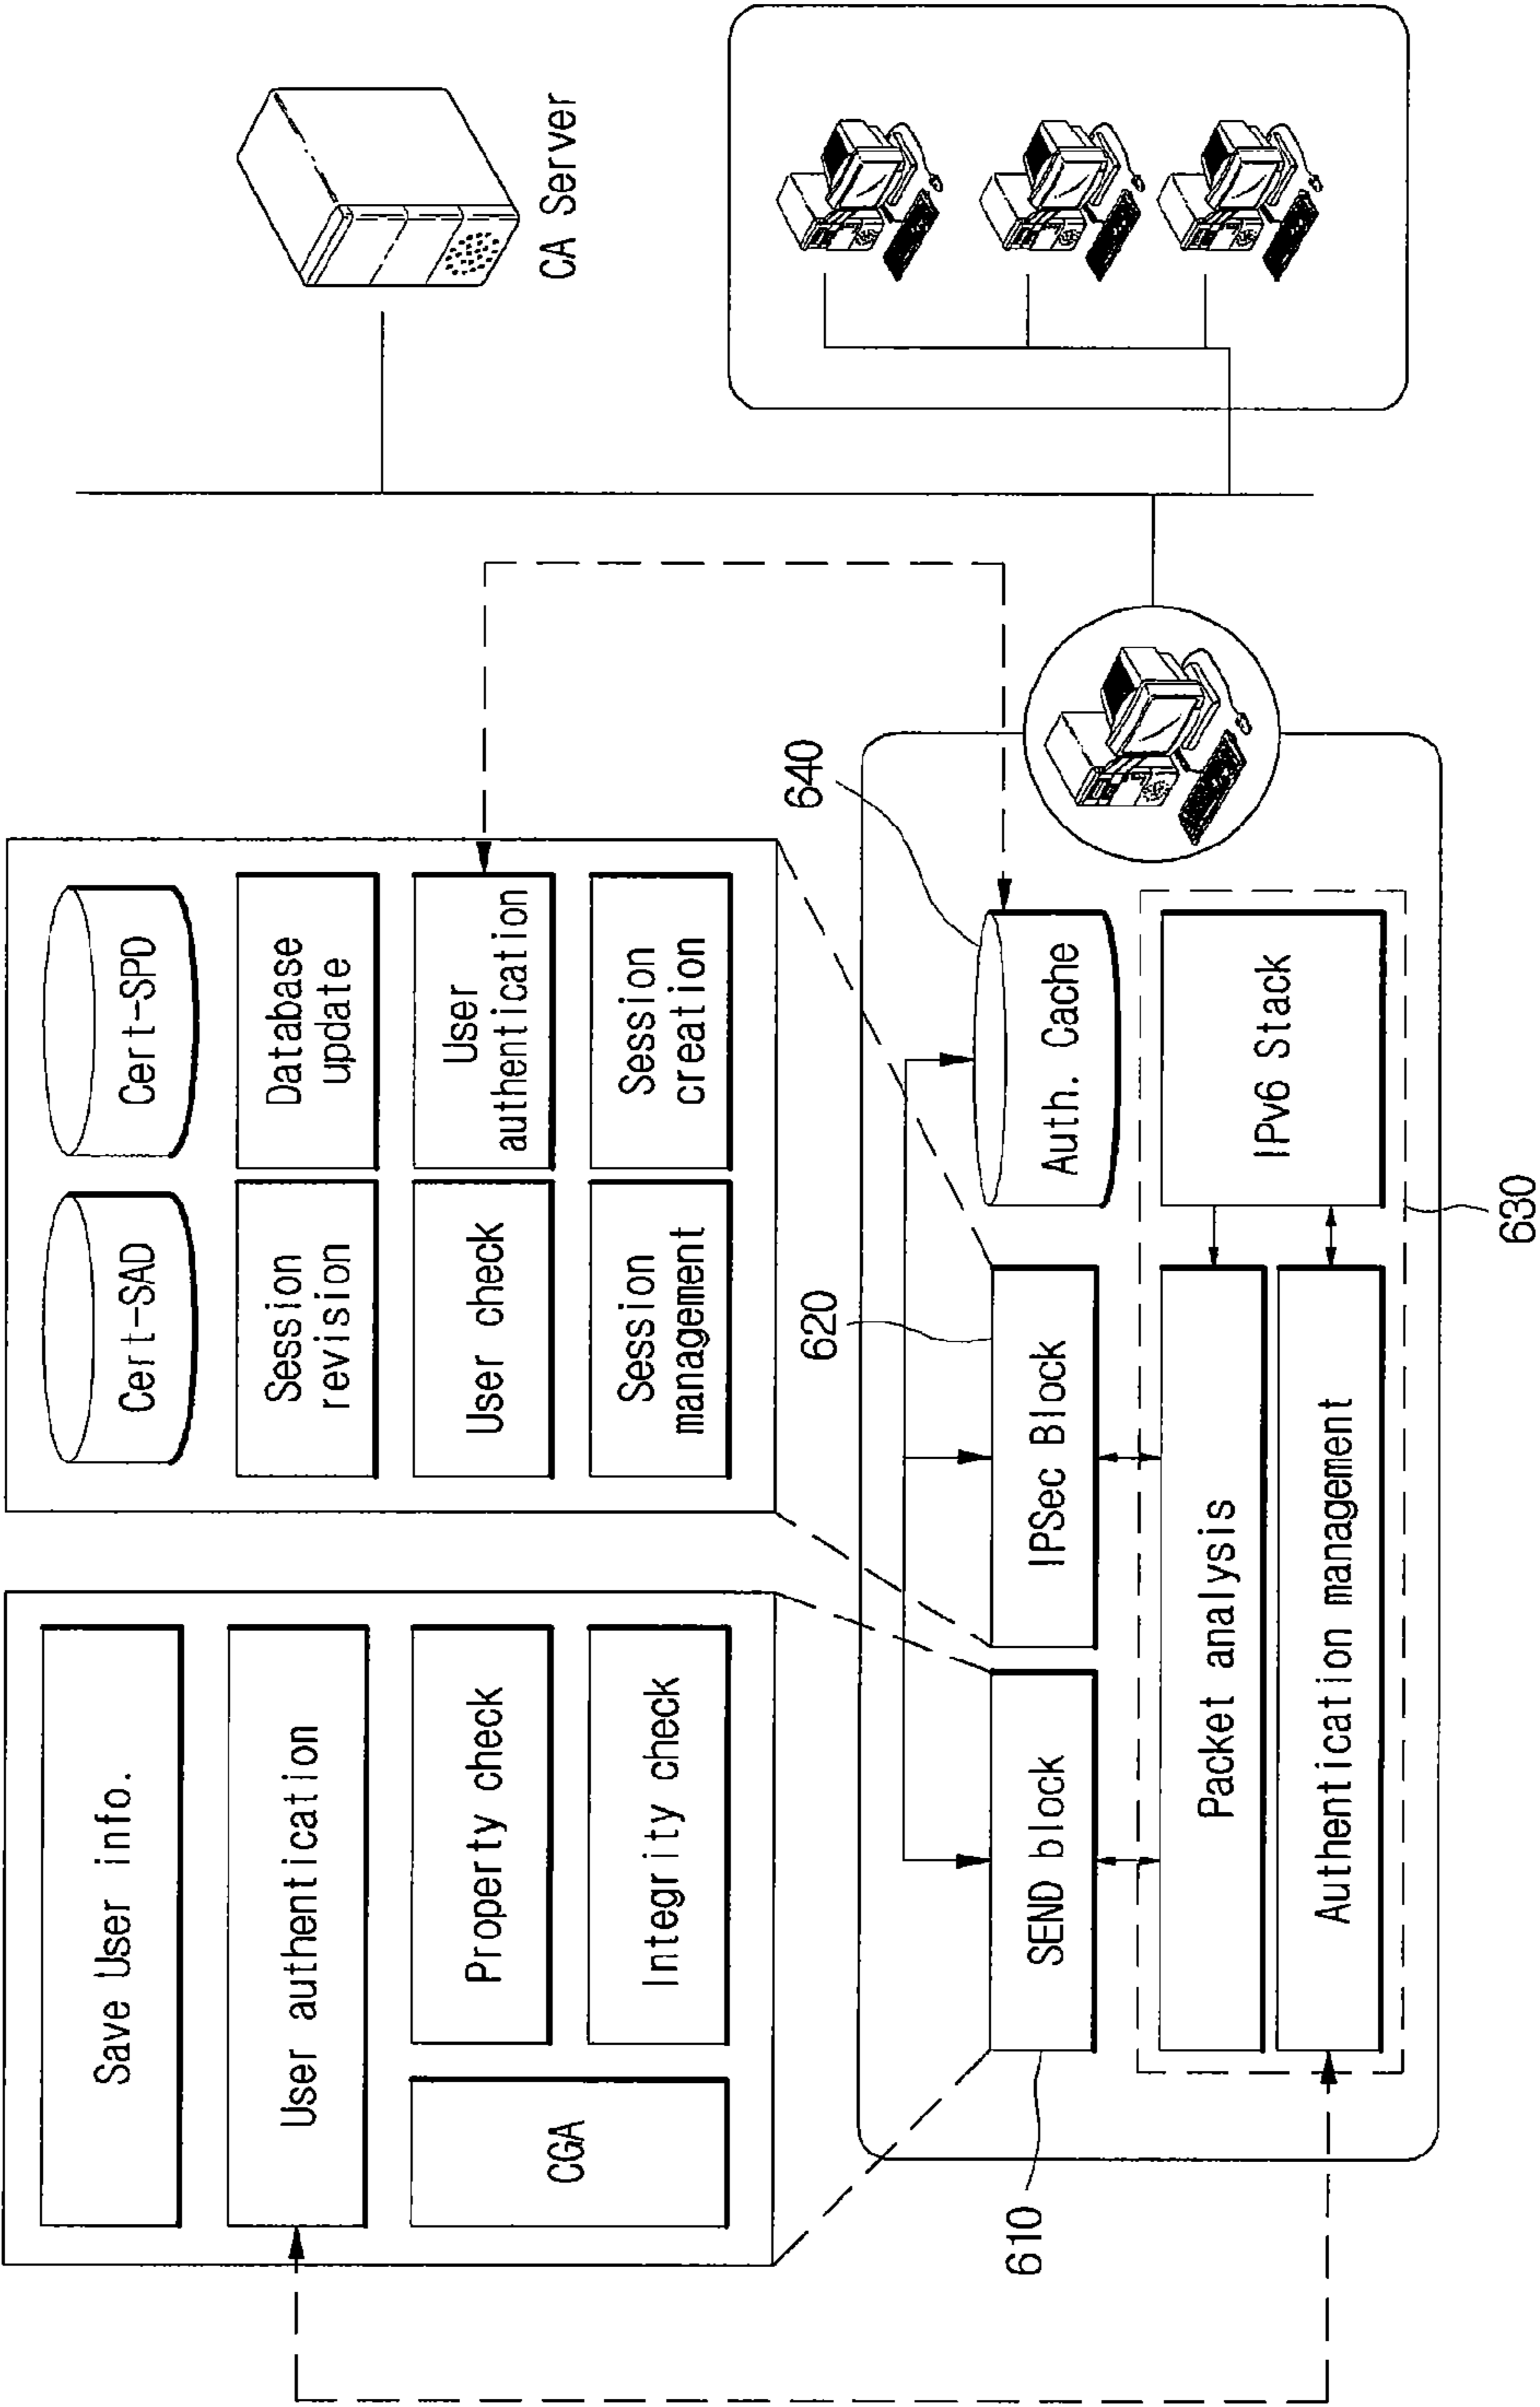 Save User info.
User authentication
CGA
Property check
Integrity check
Cert-SAD
Cert-SPD
Session
revision
Database
update
User check
User
authentication
Session
management
Session
creation
CA Server
610
SEND block
620
IPSec Block
640
Auth. Cache
Packet analysis
Authentication management
IPv6 Stack
630